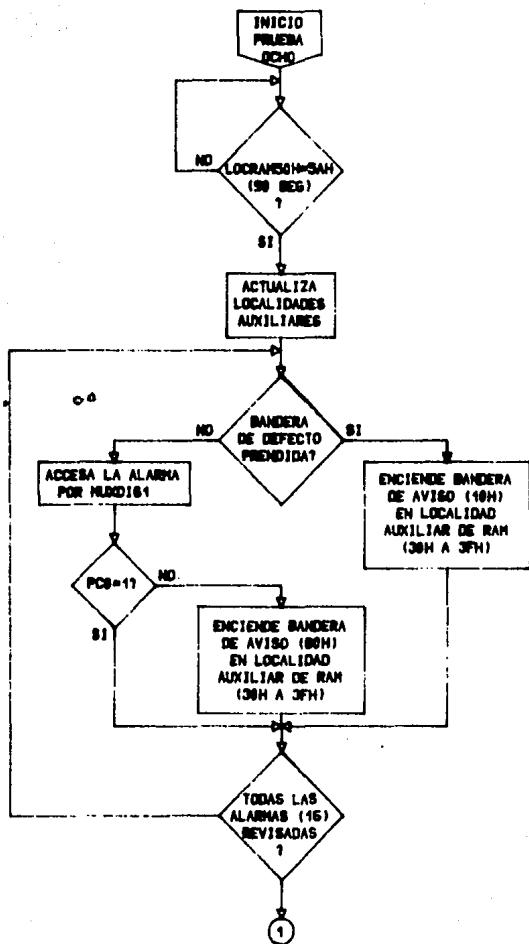 INICIO
PRUEBA
OCHO
NO
LOCRAM50H=5AH
(90 SEG)
?
SI
ACTUALIZA
LOCALIDADES
AUXILIARES
NO
BANDERA
DE DEFECTO
PRENDIDA?
SI
ACCESA LA ALARMA
POR MUXDIG1
ENCIENDE BANDERA
DE AVISO (10H)
EN LOCALIDAD
AUXILIAR DE RAM
(30H A 3FH)
PC0=1?
NO
SI
ENCIENDE BANDERA
DE AVISO (80H)
EN LOCALIDAD
AUXILIAR DE RAM
(30H A 3FH)
TODAS LAS
ALARMAS (16)
REVISADAS
?
1